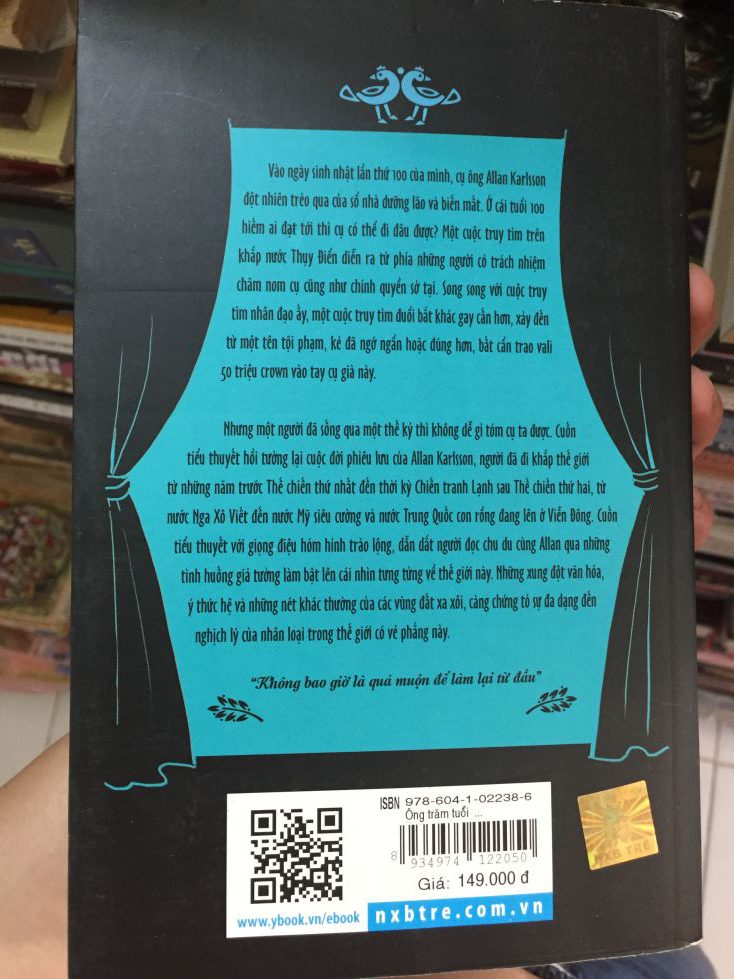 Vào ngày sinh nhật lần thứ 100 của mình, cụ ông Allan Karlsson
đột nhiên trèo qua cửa sổ nhà dưỡng lão và biến mất. Ở cái tuổi 100
hiếm ai đạt tới thì cụ có thể đi đâu được? Một cuộc truy tìm trên
khắp nước Thụy Điển diễn ra từ phía những người có trách nhiệm
chăm nom cụ cũng như chính quyền sở tại. Song song với cuộc truy
tìm nhân đạo ấy, một cuộc truy tìm đuổi bắt khác gay cấn hơn, xảy đến
từ một tên tội phạm, kẻ đã ngớ ngẩn hoặc đúng hơn, bất cẩn trao vali
50 triệu crown vào tay cụ già này.
Nhưng một người đã sống qua một thế kỷ thì không dễ gì tóm cụ ta được. Cuốn
tiểu thuyết hồi tưởng lại cuộc đời phiêu lưu của Allan Karlsson, người đã đi khắp thế giới
từ những năm trước Thế chiến thứ nhất đến thời kỳ Chiến tranh Lạnh sau Thế chiến thứ hai, từ
nước Nga Xô Viết đến nước Mỹ siêu cường và nước Trung Quốc con rồng đang lên ở Viễn Đông. Cuốn
tiểu thuyết với giọng điệu hóm hỉnh trào lộng, dẫn dắt người đọc chu du cùng Allan qua những
tình huống giả tưởng làm bật lên cái nhìn tưng tửng về thế giới này. Những xung đột văn hóa,
ý thức hệ và những nét khác thường của các vùng đất xa xôi, càng chứng tỏ sự đa dạng đến
nghịch lý của nhân loại trong thế giới có vẻ phẳng này.
“Không bao giờ là quá muộn để làm lại từ đầu”
ISBN 978-604-1-02238-6
Ông trăm tuổi ...
8 934974 122050
Giá: 149.000 đ
www.ybook.vn/ebook
nxbtre.com.vn
NXB TRẺ